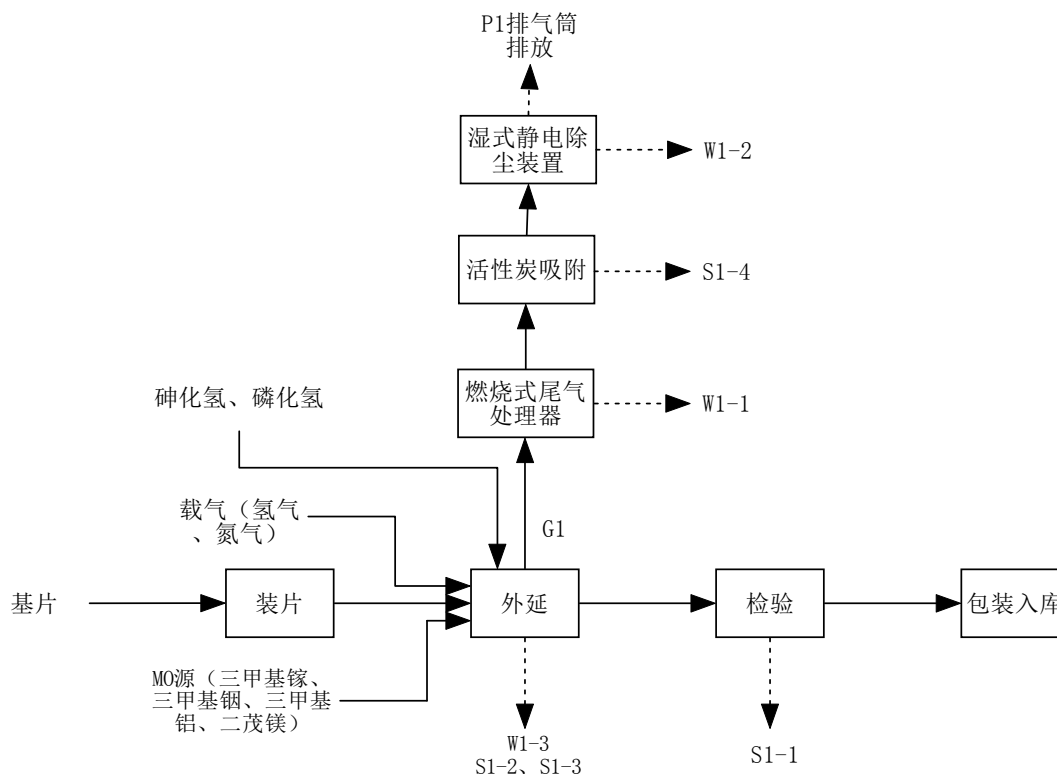 P1排气筒
排放
湿式静电除
尘装置
W1-2
活性炭吸附
S1-4
燃烧式尾气
处理器
W1-1
砷化氢、磷化氢
载气（氢气
、氮气）
G1
基片
装片
外延
检验
包装入库
MO源（三甲基镓、
三甲基铟、三甲基
铝、二茂镁）
W1-3
S1-2、S1-3
S1-1